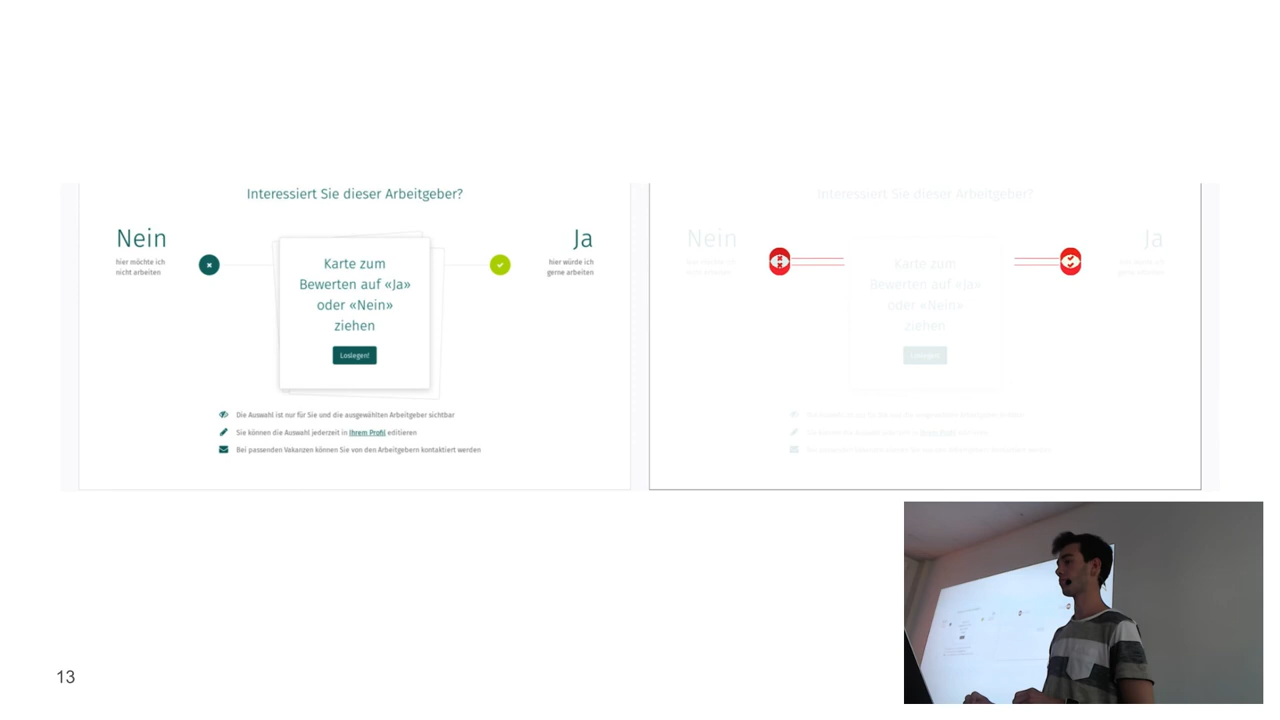 Interessiert Sie dieser Arbeitgeber?
Nein
hier möchte ich
nicht arbeiten
Karte zum
Bewerten auf «Ja»
oder «Nein»
ziehen
Loslegen!
Ja
hier würde ich
gerne arbeiten
Die Auswahl ist nur für Sie und die ausgewählten Arbeitgeber sichtbar
Sie können die Auswahl jederzeit in Ihrem Profil editieren
Bei passenden Vakanzen können Sie von den Arbeitgebern kontaktiert werden
Interessiert Sie dieser Arbeitgeber?
Nein
Karte zum
Bewerten auf «Ja»
oder «Nein»
ziehen
Loslegen!
Ja
13